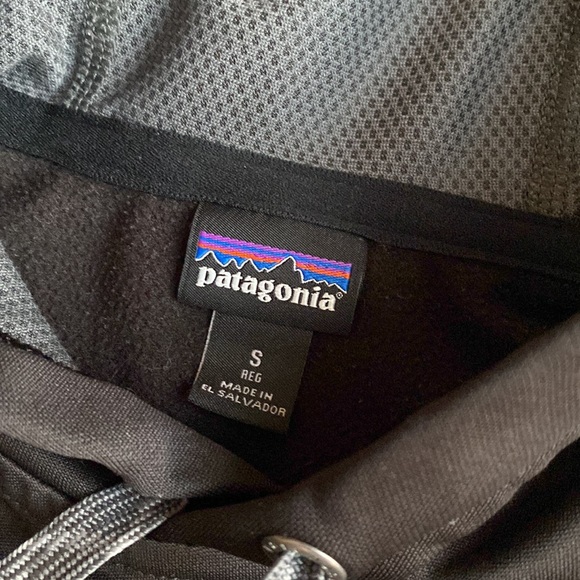 patagonia®
S
REG
MADE IN
EL SALVADOR